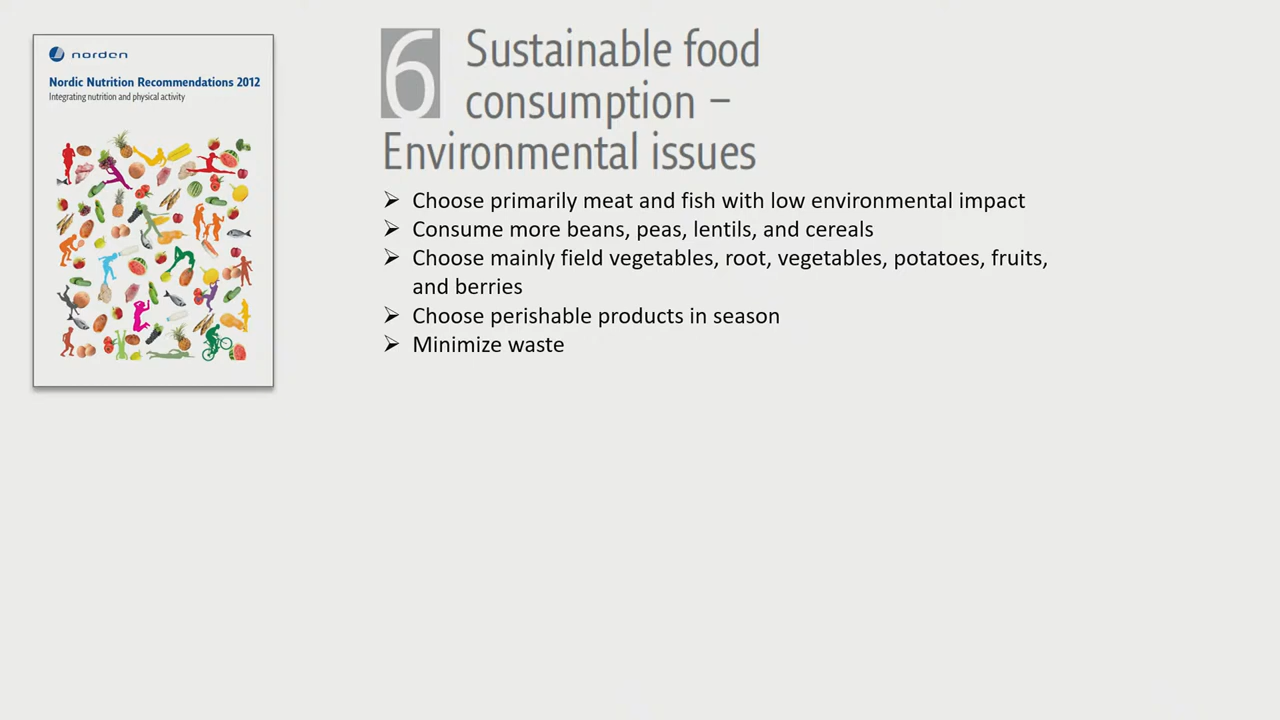 norden
Nordic Nutrition Recommendations 2012
Integrating nutrition and physical activity
6 Sustainable food
consumption –
Environmental issues
Choose primarily meat and fish with low environmental impact
Consume more beans, peas, lentils, and cereals
Choose mainly field vegetables, root, vegetables, potatoes, fruits,
and berries
Choose perishable products in season
Minimize waste